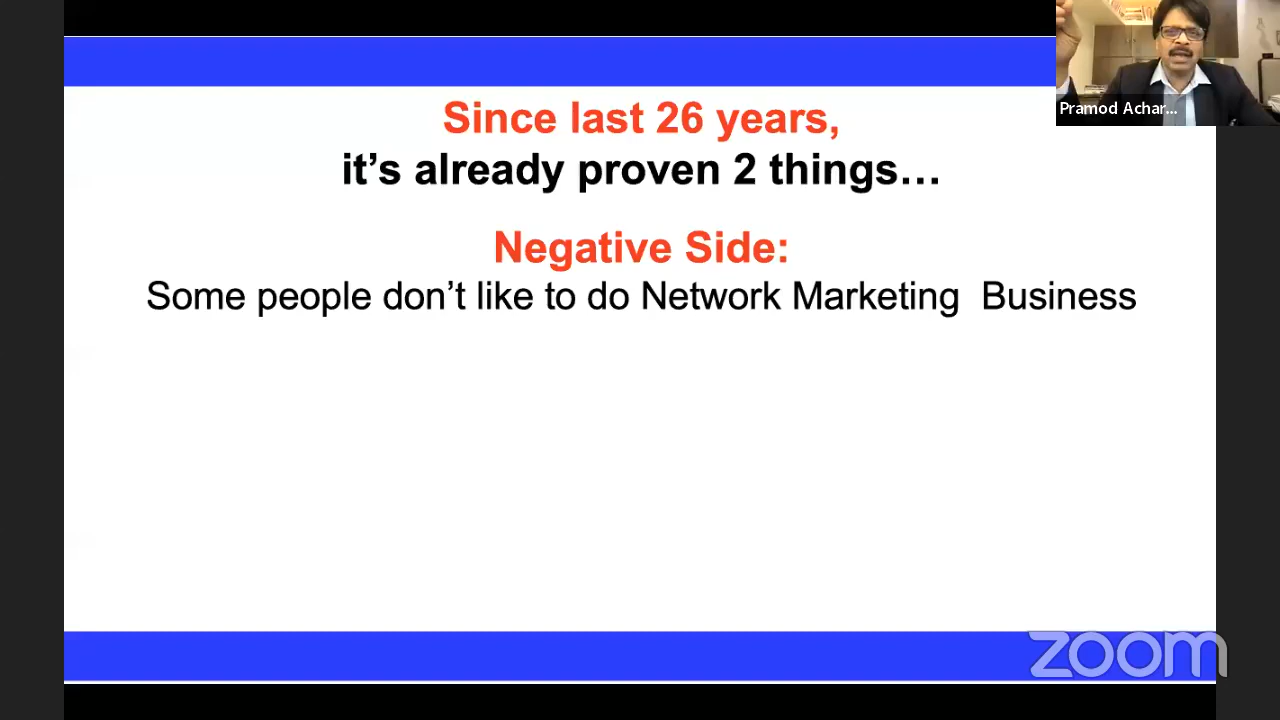 Since last 26 years,
it's already proven 2 things…
Negative Side:
Some people don't like to do Network Marketing  Business
Pramod Achar...
zoom